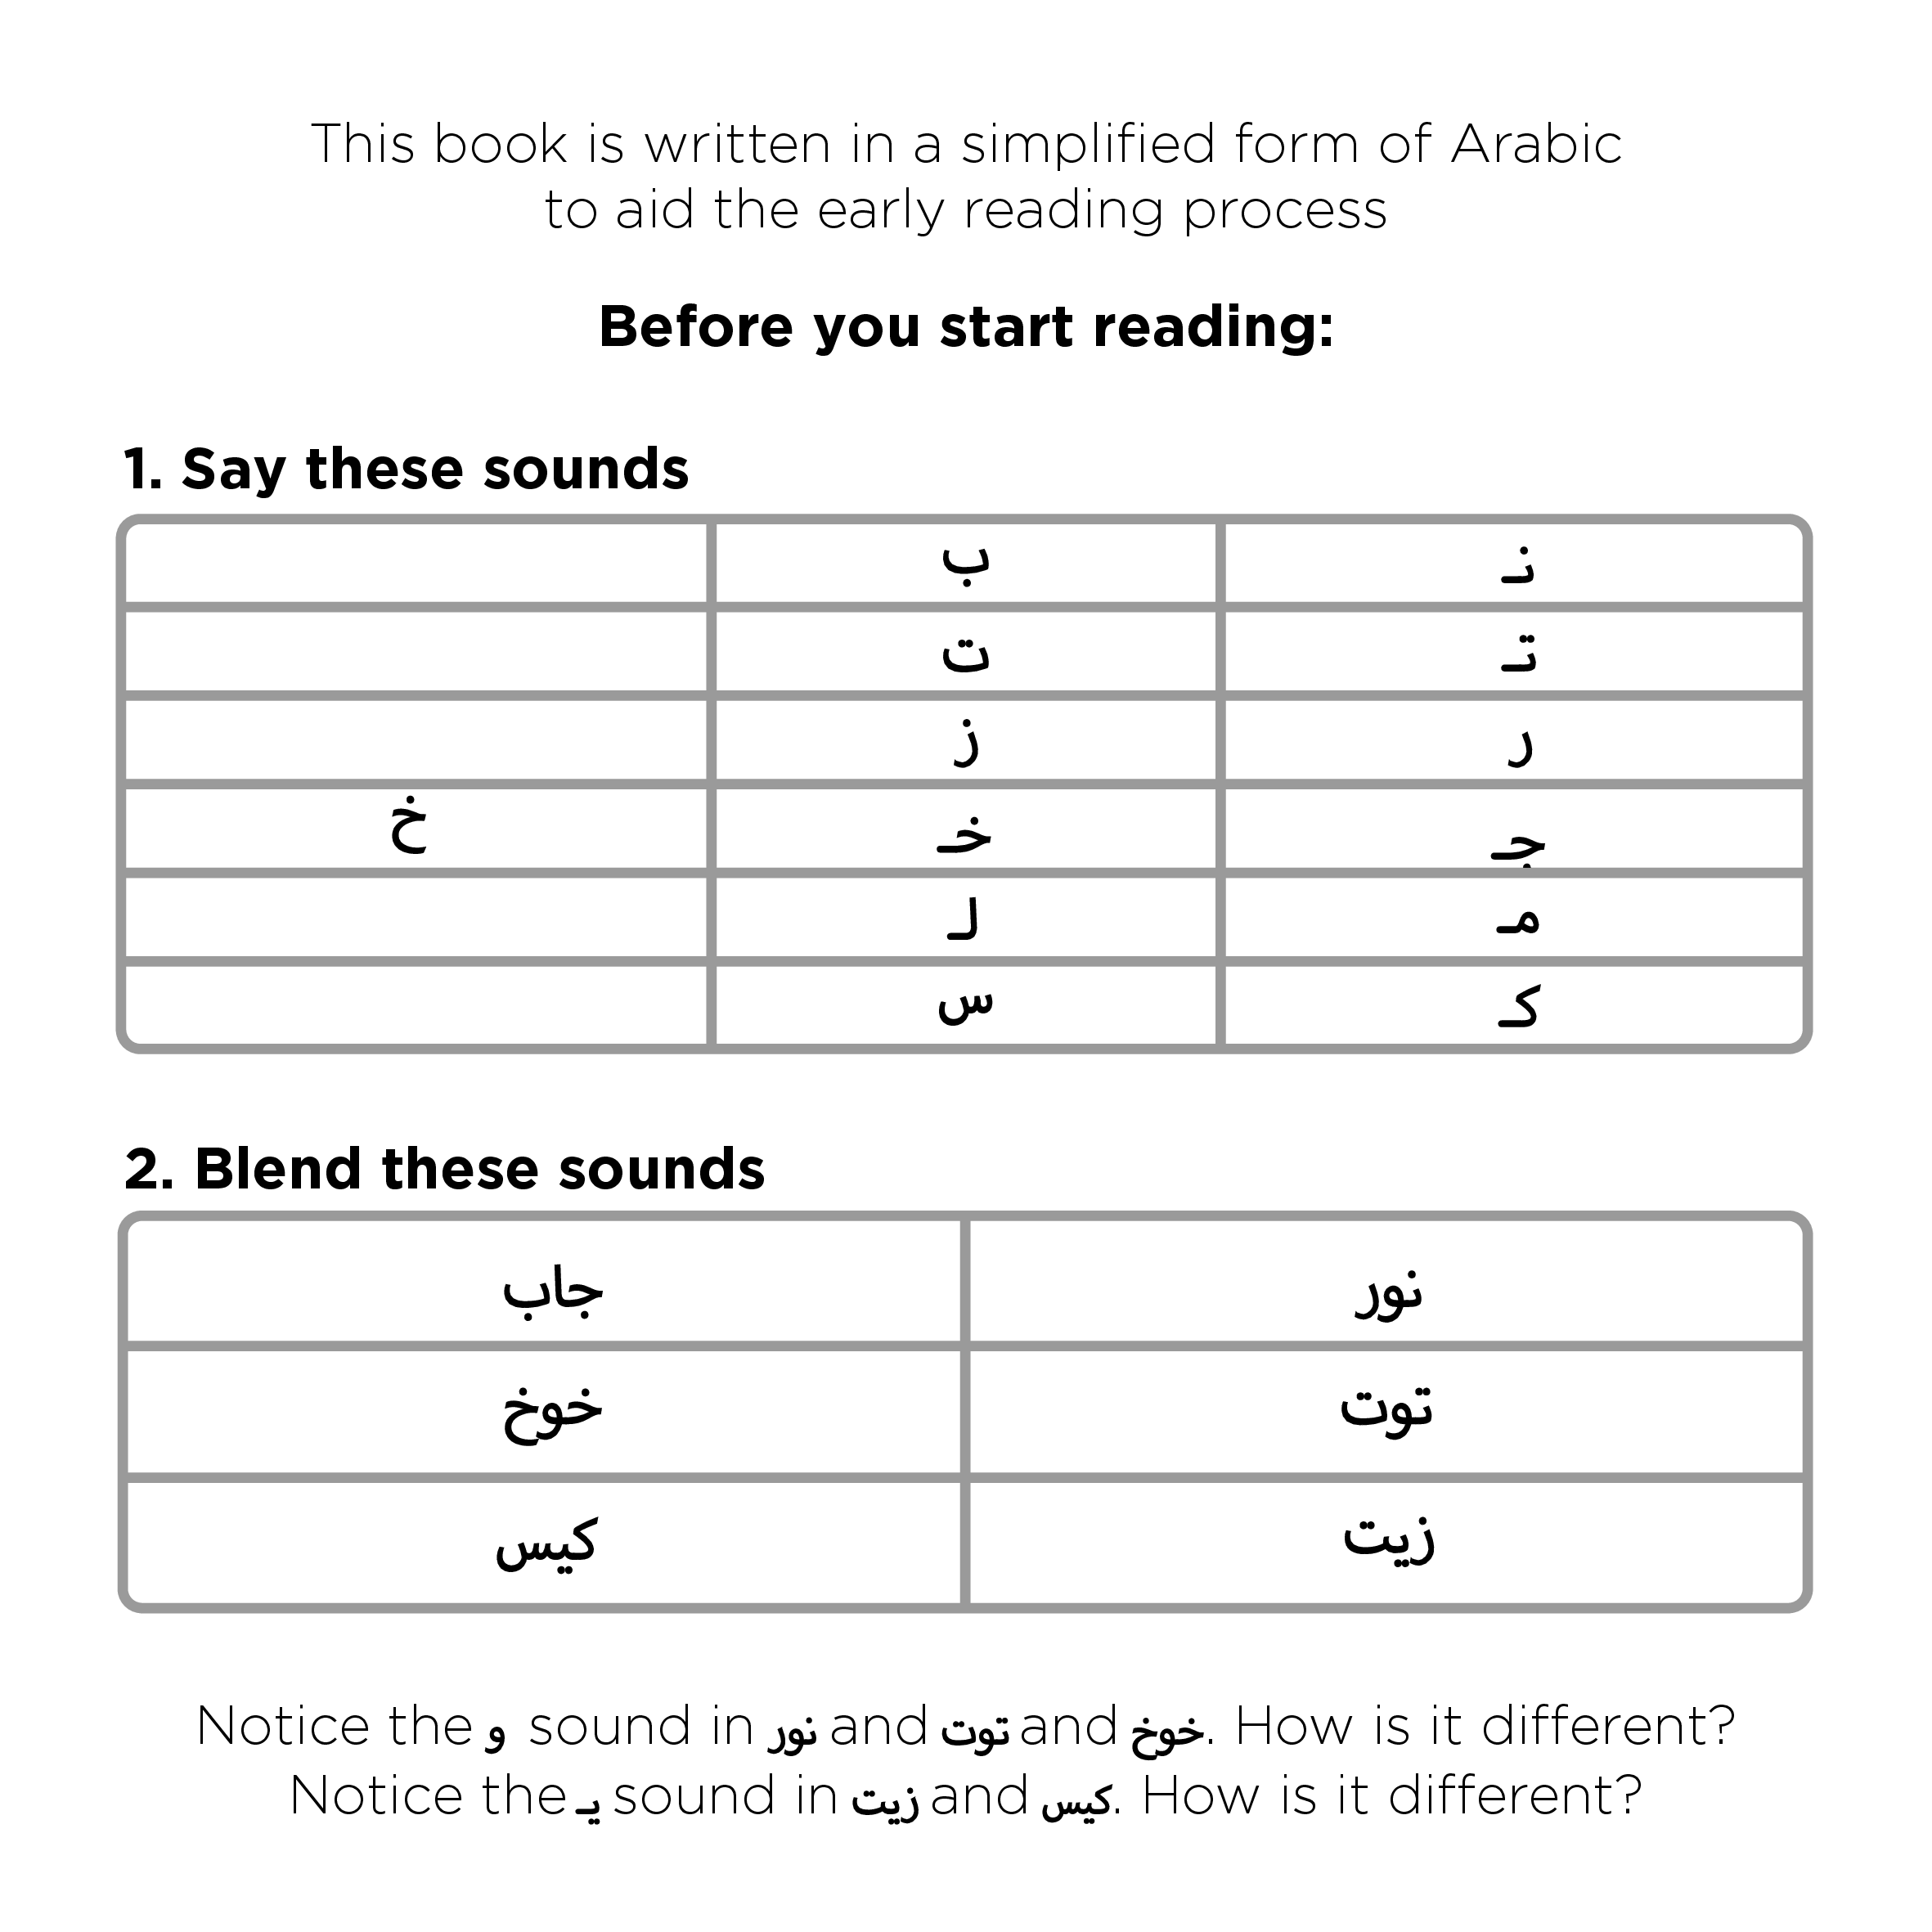 This book is written in a simplified form of Arabic
to aid the early reading process
Before you start reading:
1. Say these sounds
نـ ب
تـ ت
ر ز
جـ خـ خ
مـ لـ
كـ س
2. Blend these sounds
نور جاب
توت خوخ
زيت كيس
Notice the و sound in نور and توت and خوخ. How is it different?
Notice the يـ sound in زيت and كيس. How is it different?